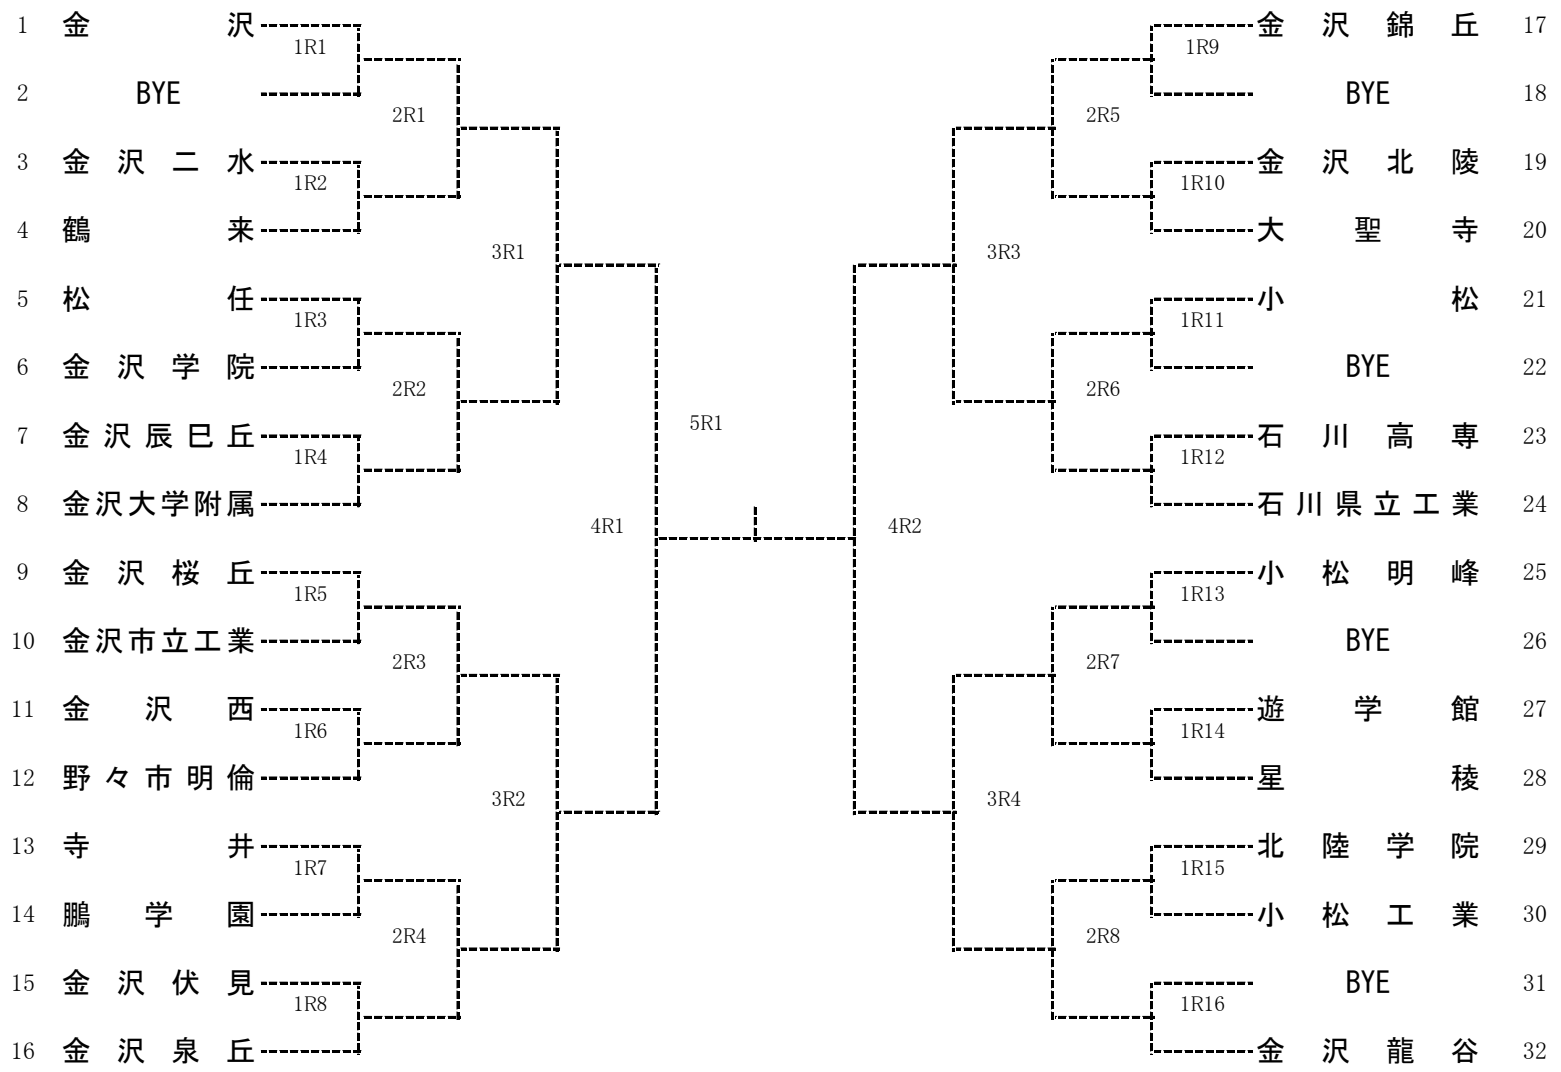 1 金沢
1R1
2 BYE
2R1
3 金沢二水
1R2
4 鶴来
3R1
5 松任
1R3
6 金沢学院
2R2
7 金沢辰巳丘
1R4
8 金沢大学附属
4R1
9 金沢桜丘
1R5
10 金沢市立工業
2R3
11 金沢西
1R6
12 野々市明倫
3R2
13 寺井
1R7
14 鵬学園
2R4
15 金沢伏見
1R8
16 金沢泉丘
5R1
金沢錦丘 17
1R9
BYE 18
2R5
金沢北陵 19
1R10
大聖寺 20
3R3
小松 21
1R11
BYE 22
2R6
石川高専 23
1R12
石川県立工業 24
4R2
小松明峰 25
1R13
BYE 26
2R7
遊学館 27
1R14
星稜 28
3R4
北陸学院 29
1R15
小松工業 30
2R8
BYE 31
1R16
金沢龍谷 32